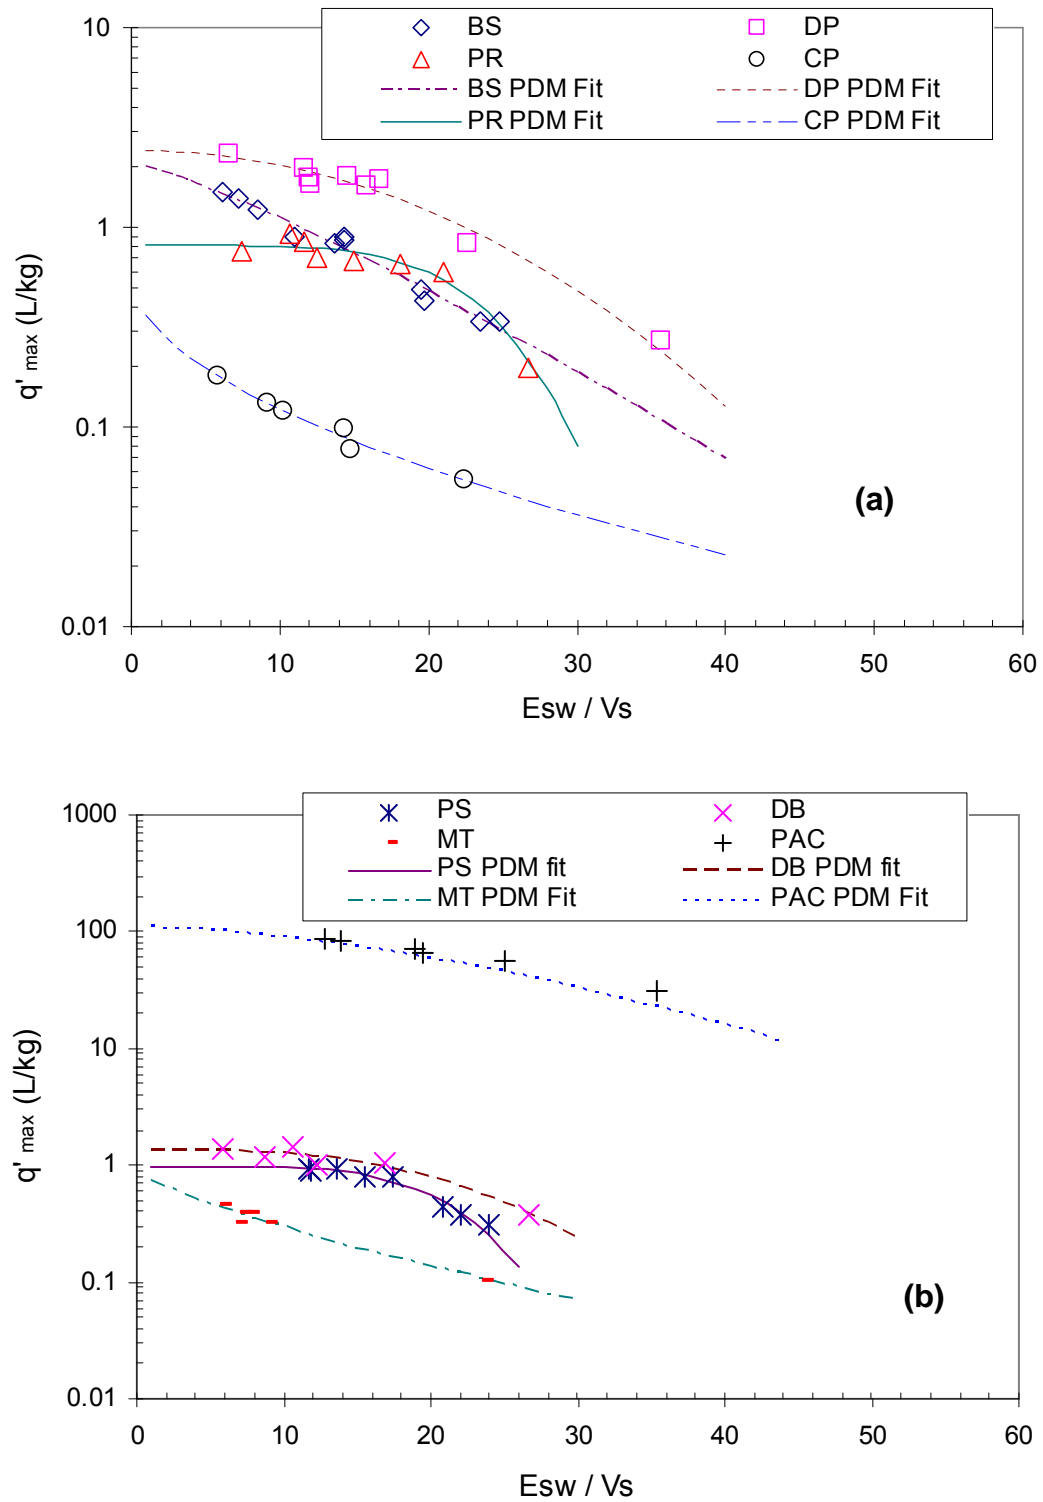 BS DP
PR CP
BS PDM Fit DP PDM Fit
PR PDM Fit CP PDM Fit
10
1
0.1
0.01
q' max (L/kg)
(a)
0 10 20 30 40 50 60
Esw / Vs
PS DB
MT PAC
PS PDM fit DB PDM fit
MT PDM Fit PAC PDM Fit
1000
100
10
1
0.1
0.01
q' max (L/kg)
(b)
0 10 20 30 40 50 60
Esw / Vs